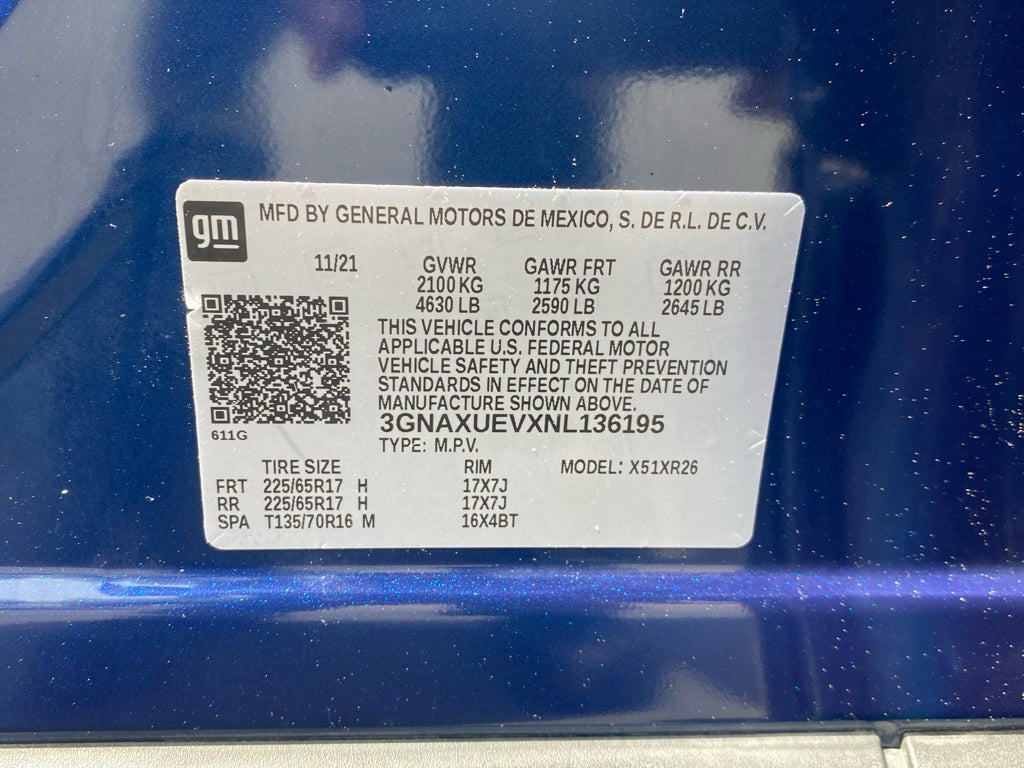 gm
MFD BY GENERAL MOTORS DE MEXICO, S. DE R.L. DE C.V.
11/21 GVWR GAWR FRT GAWR RR
2100 KG 1175 KG 1200 KG
4630 LB 2590 LB 2645 LB
THIS VEHICLE CONFORMS TO ALL
APPLICABLE U.S. FEDERAL MOTOR
VEHICLE SAFETY AND THEFT PREVENTION
STANDARDS IN EFFECT ON THE DATE OF
MANUFACTURE SHOWN ABOVE.
3GNAXUEVXNL136195
611G
TYPE: M.P.V.
TIRE SIZE RIM MODEL: X51XR26
FRT 225/65R17 H 17X7J
RR 225/65R17 H 17X7J
SPA T135/70R16 M 16X4BT